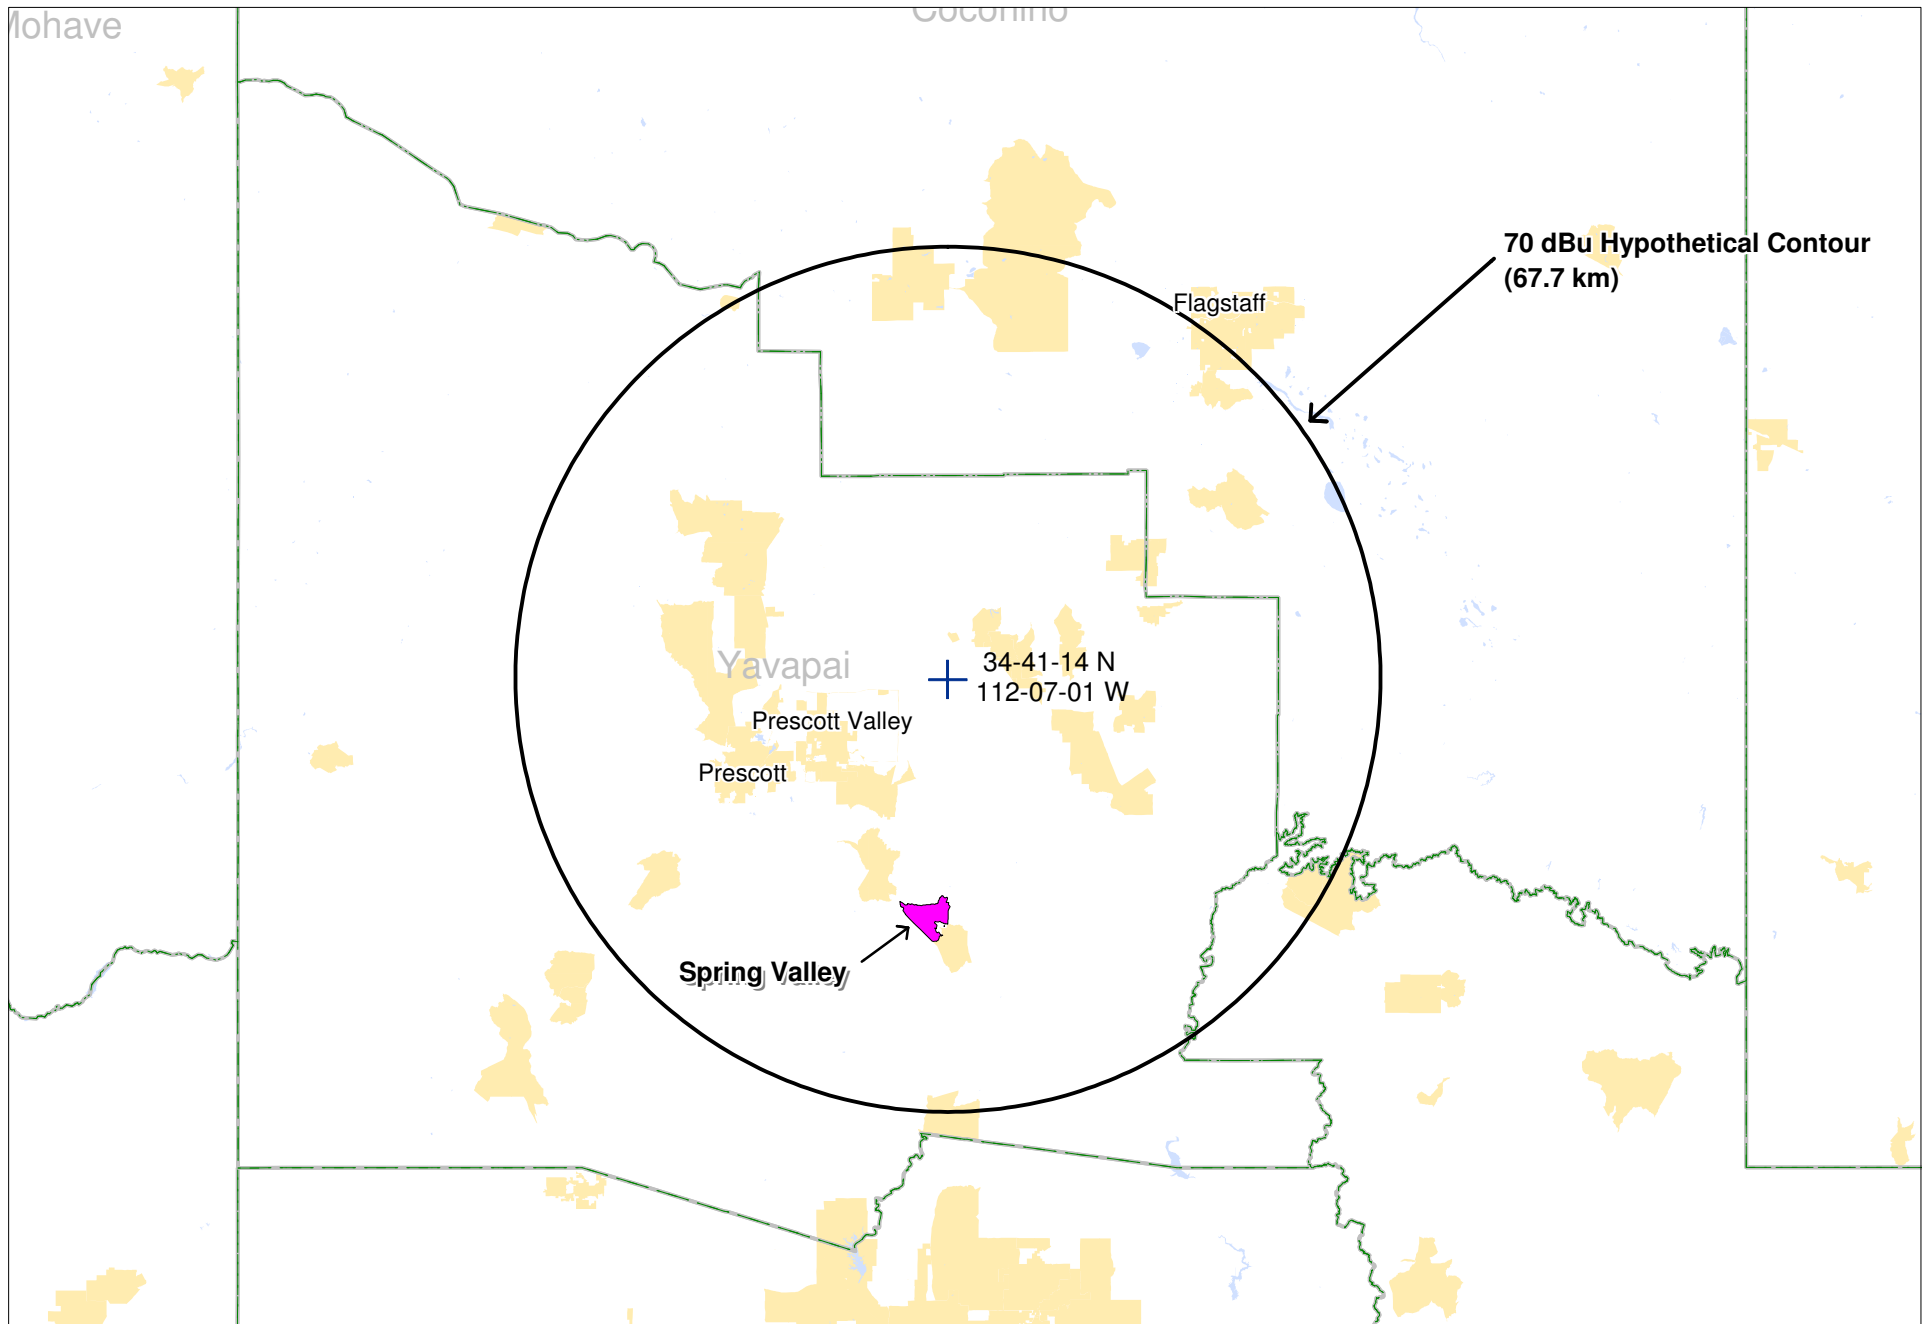 Mohave
Coconino
70 dBu Hypothetical Contour
(67.7 km)
Flagstaff
34-41-14 N
Yavapai
112-07-01 W
Prescott Valley
Prescott
Spring Valley